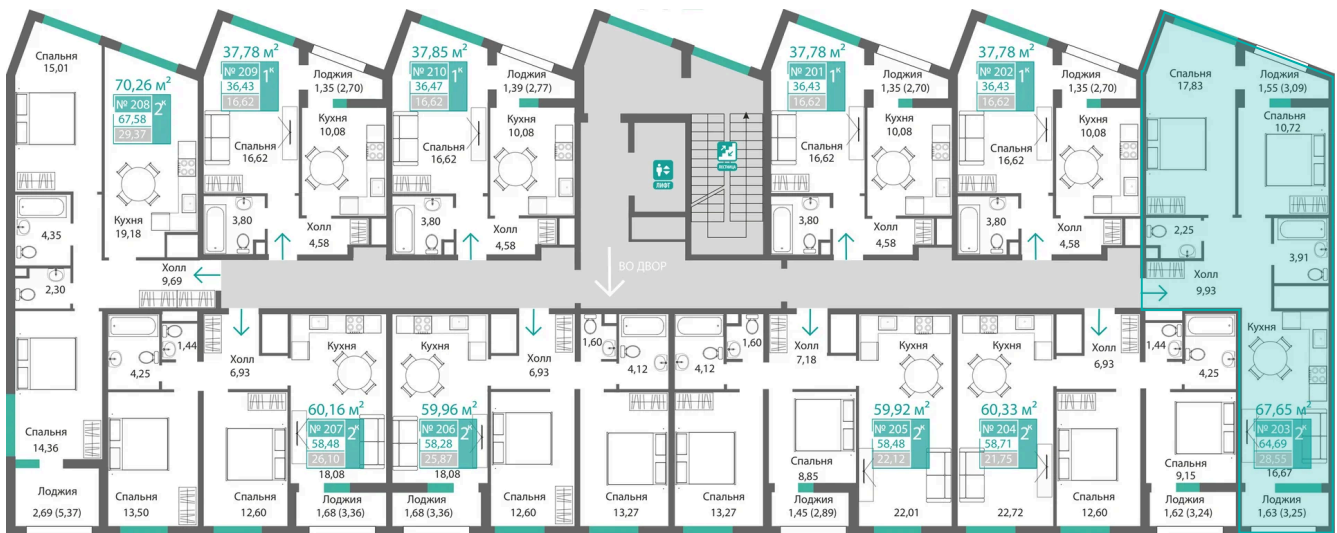 Спальня
15,01
70,26 м²
№ 208
67,58
29,37
2ᴷ
Кухня
19,18
4,35
2,30
Холл
9,69
Спальня
14,36
Лоджия
2,69 (5,37)
37,78 м²
№ 209
36,43
16,62
1ᴷ
Лоджия
1,35 (2,70)
Кухня
10,08
Спальня
16,62
3,80
Холл
4,58
37,85 м²
№ 210
36,47
16,62
1ᴷ
Лоджия
1,39 (2,77)
Кухня
10,08
Спальня
16,62
3,80
Холл
4,58
ЛИФТ
ВО ДВОР
37,78 м²
№ 201
36,43
16,62
1ᴷ
Лоджия
1,35 (2,70)
Кухня
10,08
Спальня
16,62
3,80
Холл
4,58
37,78 м²
№ 202
36,43
16,62
1ᴷ
Лоджия
1,35 (2,70)
Кухня
10,08
Спальня
16,62
3,80
Холл
4,58
Спальня
17,83
Лоджия
1,55 (3,09)
Спальня
10,72
2,25
3,91
Холл
9,93
Кухня
67,65 м²
№ 203
64,69
28,55
2ᴷ
16,67
Лоджия
1,63 (3,25)
4,25
1,44
Холл
6,93
Кухня
60,16 м²
№ 207
58,48
26,10
2ᴷ
18,08
Спальня
13,50
Спальня
12,60
Лоджия
1,68 (3,36)
Кухня
Холл
6,93
1,60
4,12
59,96 м²
№ 206
58,28
25,87
2ᴷ
18,08
Лоджия
1,68 (3,36)
Спальня
12,60
Спальня
13,27
4,12
1,60
Холл
7,18
Кухня
59,92 м²
№ 205
58,48
22,12
2ᴷ
Спальня
13,27
Спальня
8,85
Лоджия
1,45 (2,89)
22,01
Кухня
Холл
6,93
1,44
4,25
60,33 м²
№ 204
58,71
21,75
2ᴷ
22,72
Спальня
12,60
Спальня
9,15
Лоджия
1,62 (3,24)